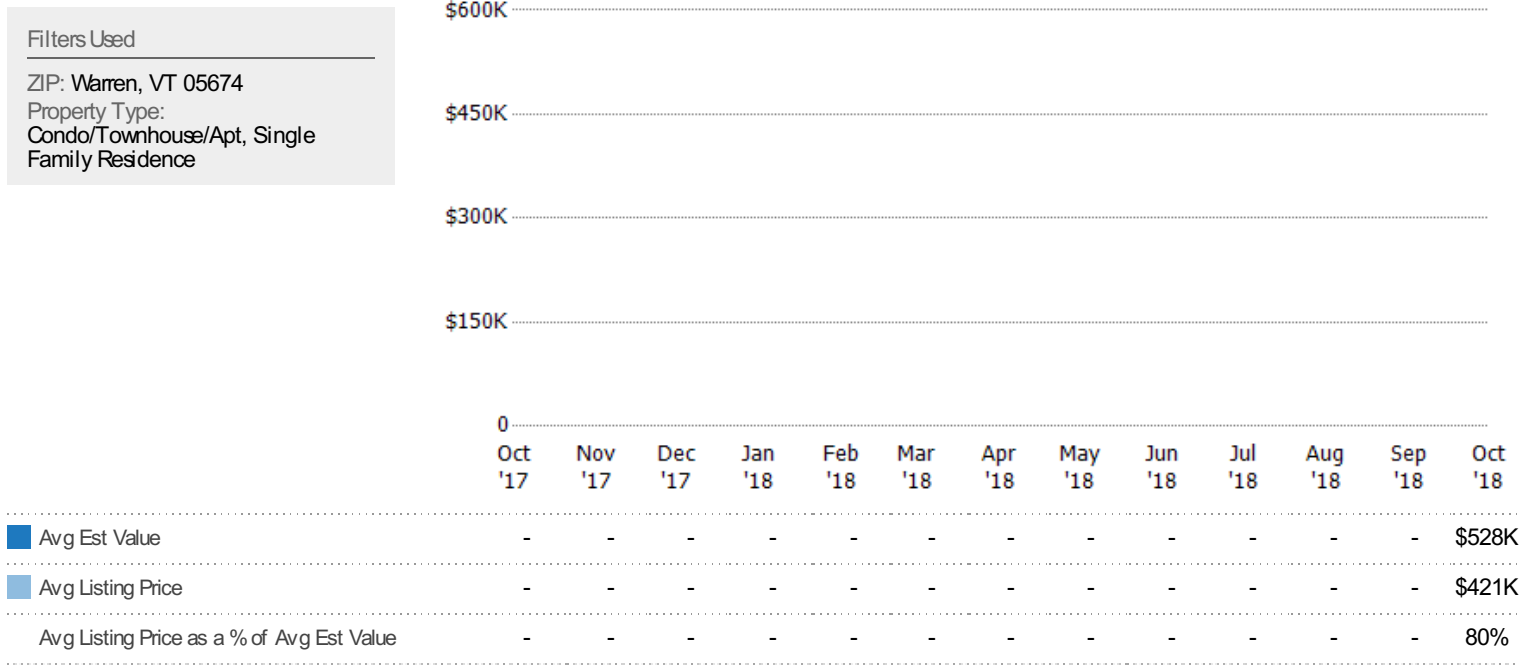 Filters Used
ZIP: Warren, VT 05674
Property Type:
Condo/Townhouse/Apt, Single
Family Residence
$600K
$450K
$300K
$150K
0
Oct Nov Dec Jan Feb Mar Apr May Jun Jul Aug Sep Oct
'17 '17 '17 '18 '18 '18 '18 '18 '18 '18 '18 '18 '18
Avg Est Value - - - - - - - - - - - - $528K
Avg Listing Price - - - - - - - - - - - - $421K
Avg Listing Price as a % of Avg Est Value - - - - - - - - - - - - 80%